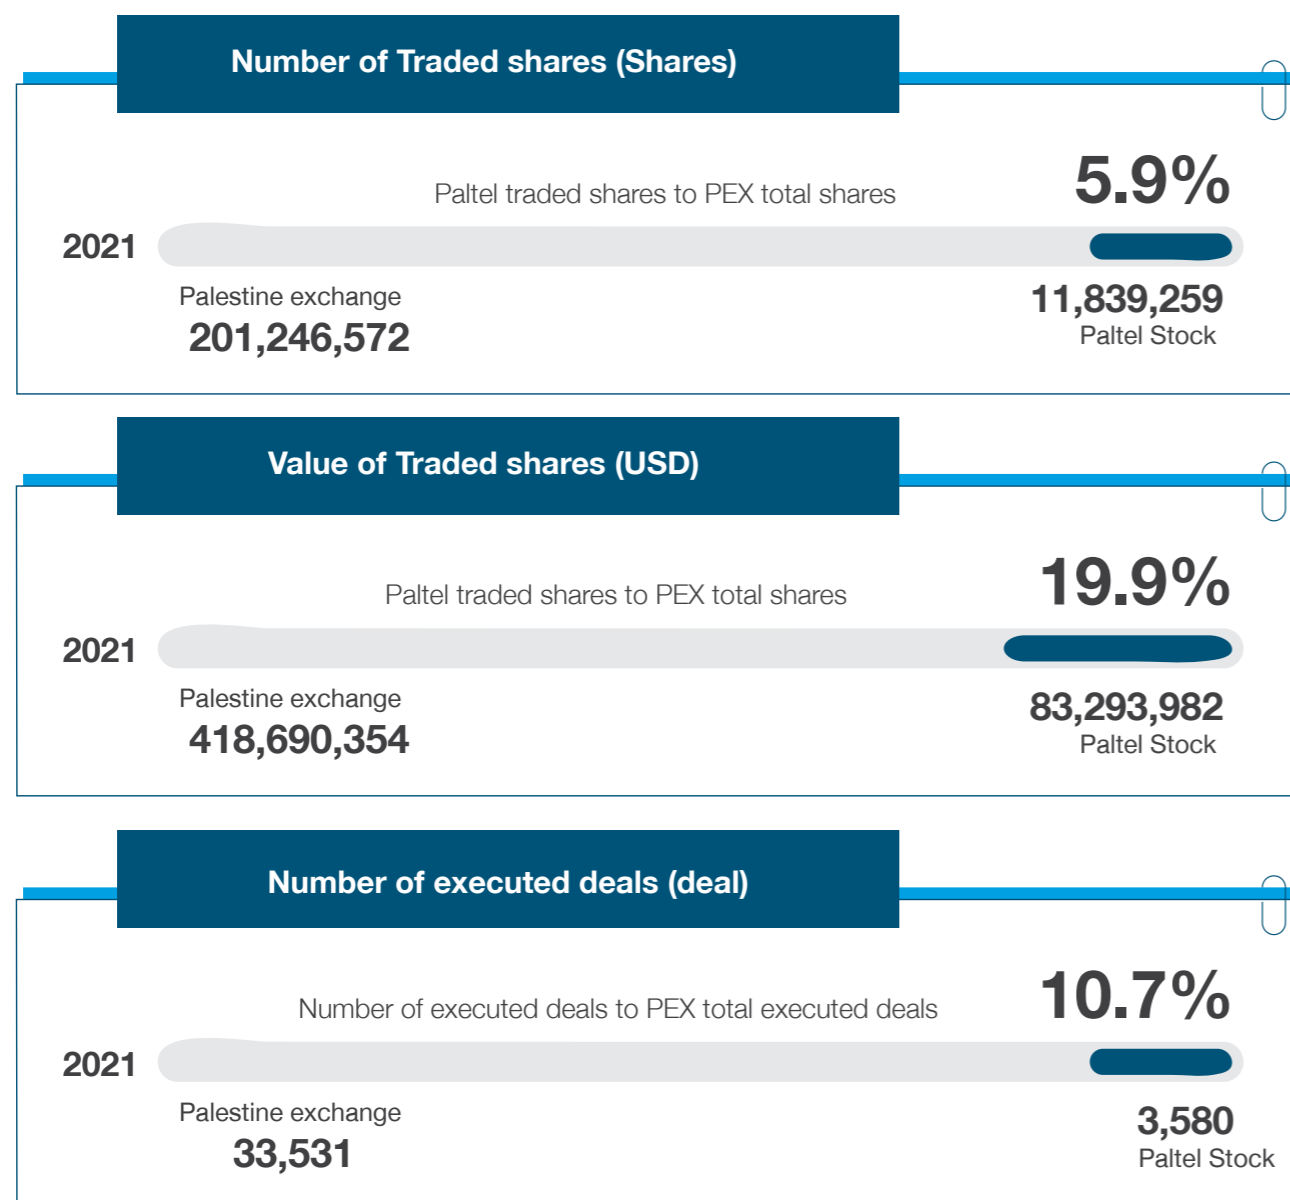 Number of Traded shares (Shares)
Paltel traded shares to PEX total shares
5.9%
2021
Palestine exchange
201,246,572
11,839,259
Paltel Stock
Value of Traded shares (USD)
Paltel traded shares to PEX total shares
19.9%
2021
Palestine exchange
418,690,354
83,293,982
Paltel Stock
Number of executed deals (deal)
Number of executed deals to PEX total executed deals
10.7%
2021
Palestine exchange
33,531
3,580
Paltel Stock